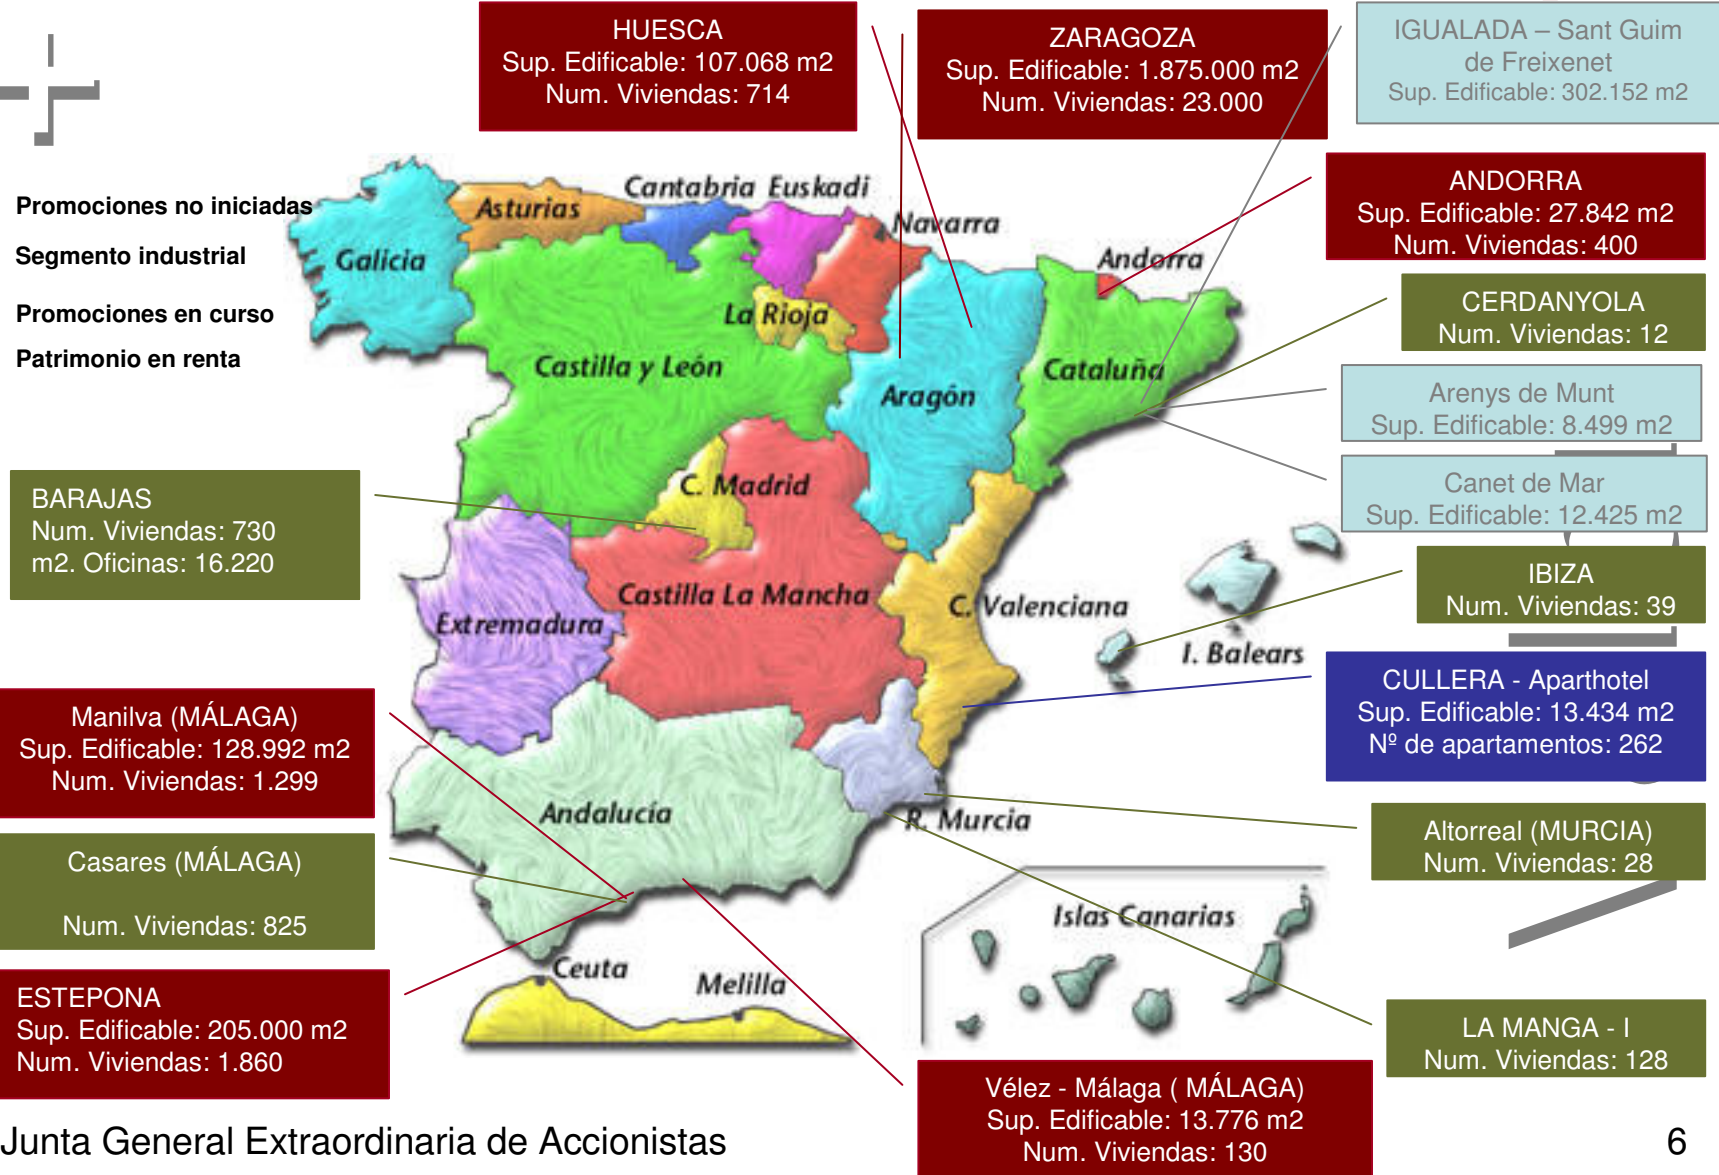 HUESCA
Sup. Edificable: 107.068 m2
Num. Viviendas: 714
ZARAGOZA
Sup. Edificable: 1.875.000 m2
Num. Viviendas: 23.000
IGUALADA – Sant Guim
de Freixenet
Sup. Edificable: 302.152 m2
ANDORRA
Sup. Edificable: 27.842 m2
Num. Viviendas: 400
Promociones no iniciadas
Segmento industrial
Promociones en curso
Patrimonio en renta
Galicia
Asturias
Cantabria
Euskadi
Navarra
Andorra
La Rioja
Castilla y León
Aragón
Cataluña
C. Madrid
Castilla La Mancha
Extremadura
C. Valenciana
I. Balears
Andalucía
R. Murcia
Islas Canarias
Ceuta
Melilla
CERDANYOLA
Num. Viviendas: 12
Arenys de Munt
Sup. Edificable: 8.499 m2
Canet de Mar
Sup. Edificable: 12.425 m2
BARAJAS
Num. Viviendas: 730
m2. Oficinas: 16.220
IBIZA
Num. Viviendas: 39
CULLERA - Aparthotel
Sup. Edificable: 13.434 m2
Nº de apartamentos: 262
Manilva (MÁLAGA)
Sup. Edificable: 128.992 m2
Num. Viviendas: 1.299
Altorreal (MURCIA)
Num. Viviendas: 28
Casares (MÁLAGA)
Num. Viviendas: 825
ESTEPONA
Sup. Edificable: 205.000 m2
Num. Viviendas: 1.860
LA MANGA - I
Num. Viviendas: 128
Vélez - Málaga ( MÁLAGA)
Sup. Edificable: 13.776 m2
Num. Viviendas: 130
Junta General Extraordinaria de Accionistas
6